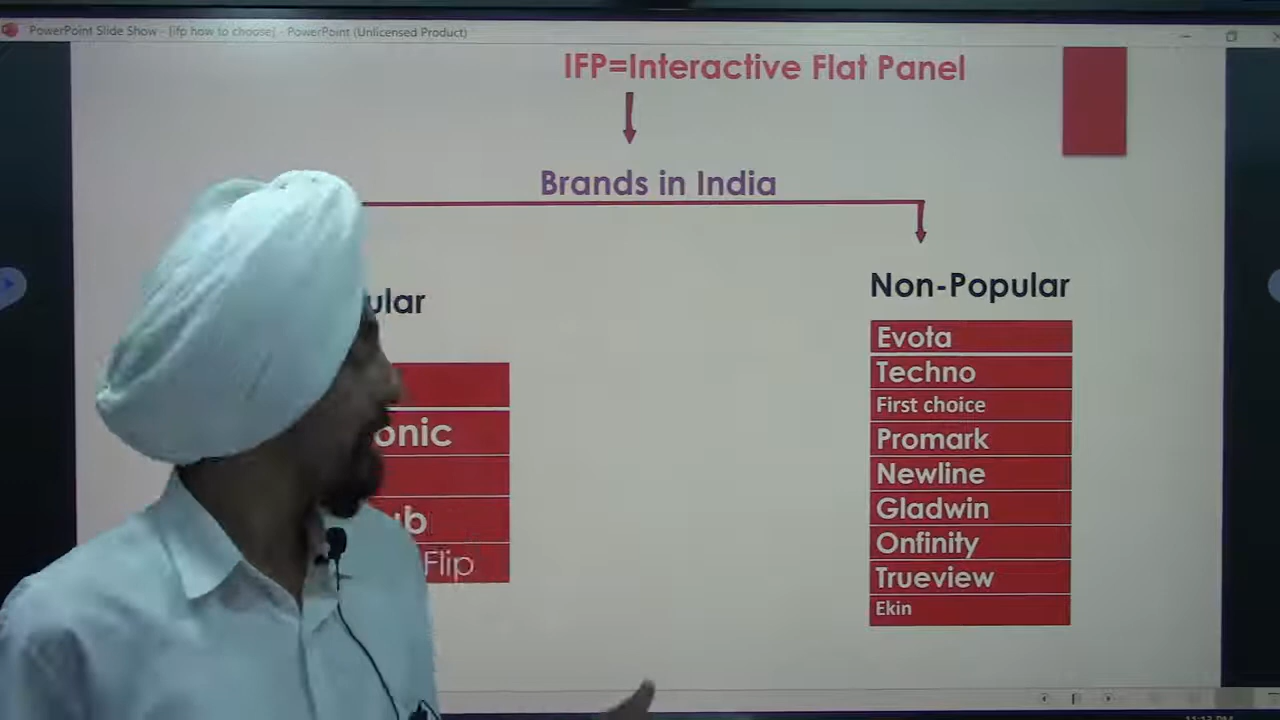 PowerPoint Slide Show - [ifp how to choose] - PowerPoint (Unlicensed Product)
IFP=Interactive Flat Panel
Brands in India
Non-Popular
Evota
Techno
First choice
Promark
Newline
Gladwin
Onfinity
Trueview
Ekin
ular
onic
ub
Flip